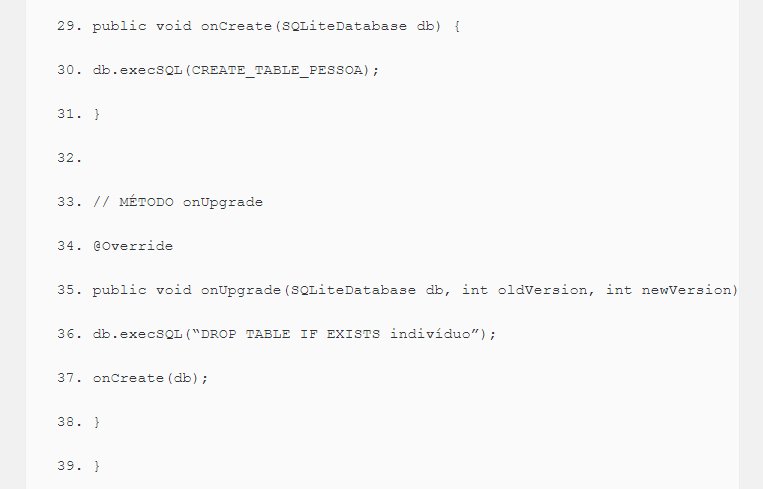 29. public void onCreate(SQLiteDatabase db) {
30. db.execSQL(CREATE_TABLE_PESSOA);
31. }
32.
33. // MÉTODO onUpgrade
34. @Override
35. public void onUpgrade(SQLiteDatabase db, int oldVersion, int newVersion)
36. db.execSQL(“DROP TABLE IF EXISTS indivíduo”);
37. onCreate(db);
38. }
39. }